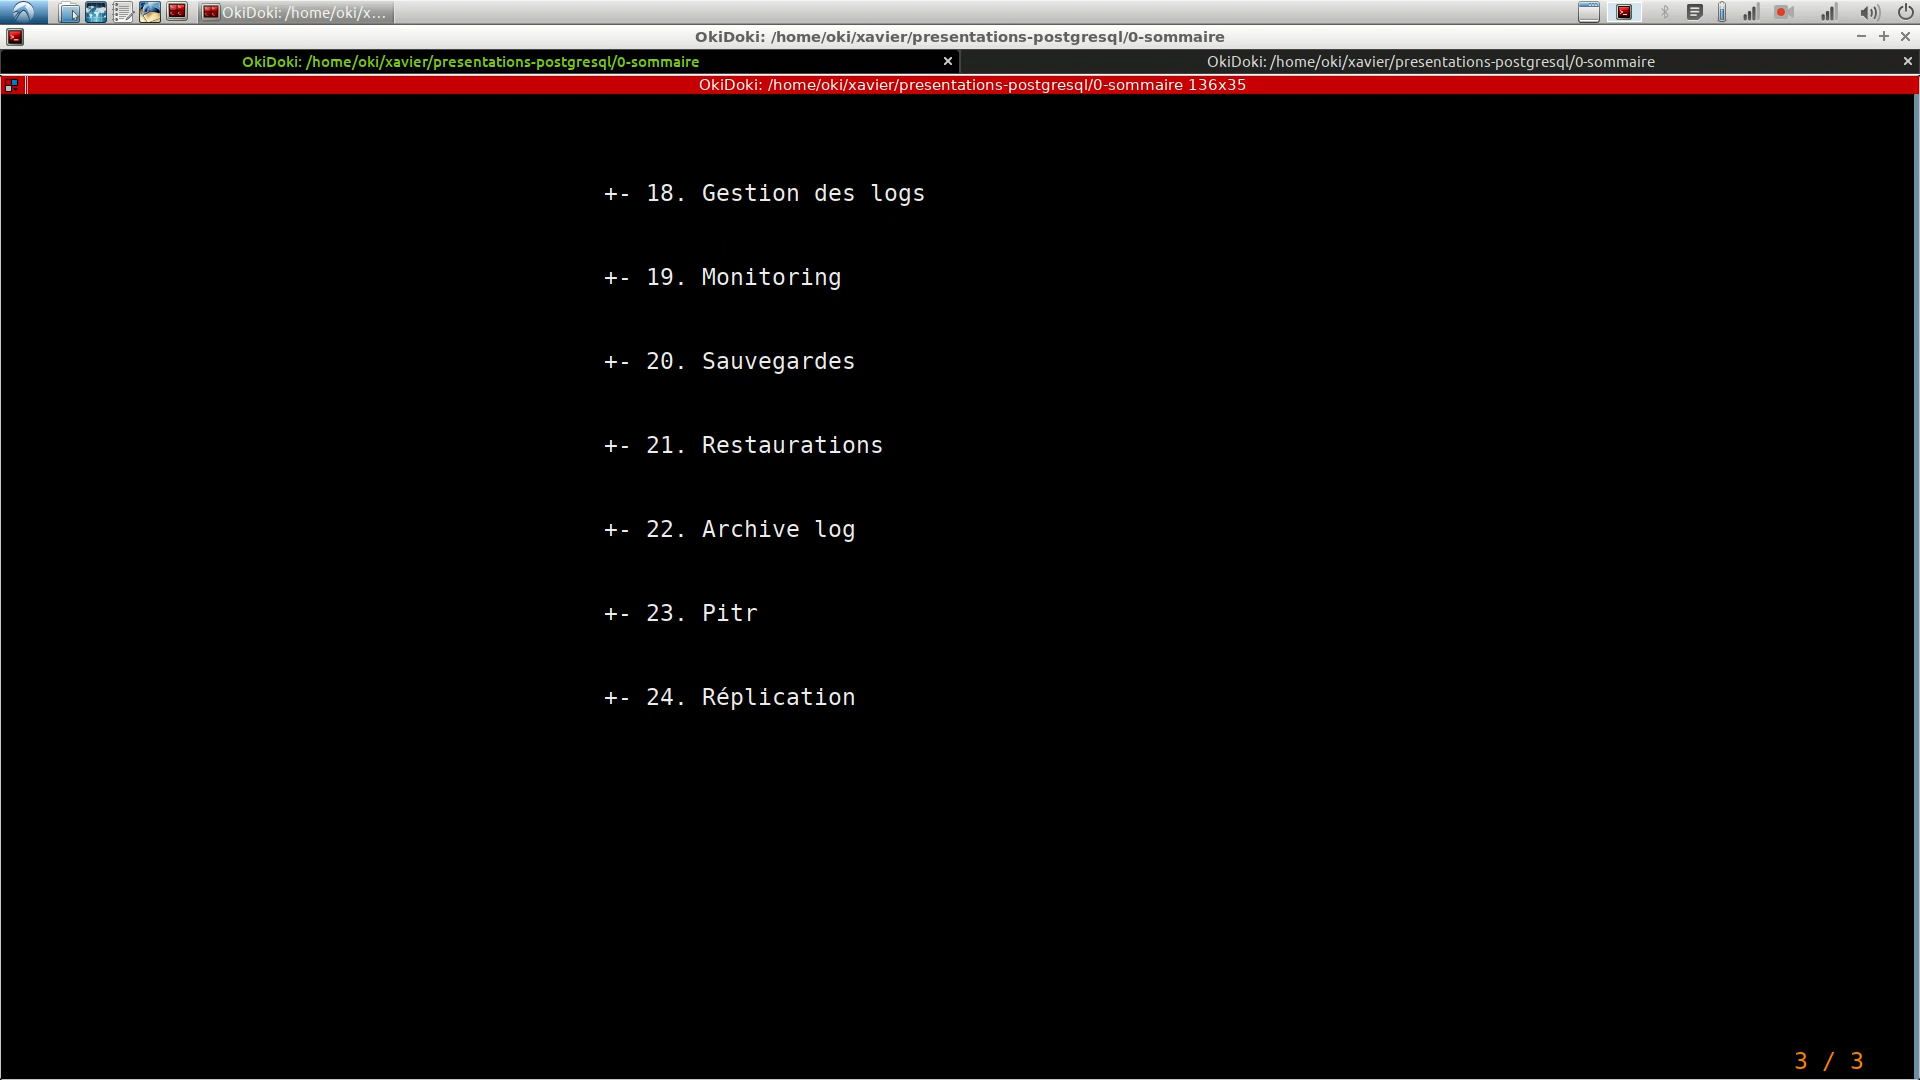 OkiDoki: /home/oki/x...
OkiDoki: /home/oki/xavier/presentations-postgresql/0-sommaire
OkiDoki: /home/oki/xavier/presentations-postgresql/0-sommaire
OkiDoki: /home/oki/xavier/presentations-postgresql/0-sommaire
OkiDoki: /home/oki/xavier/presentations-postgresql/0-sommaire 136x35
+- 18. Gestion des logs
+- 19. Monitoring
+- 20. Sauvegardes
+- 21. Restaurations
+- 22. Archive log
+- 23. Pitr
+- 24. Réplication
3 / 3